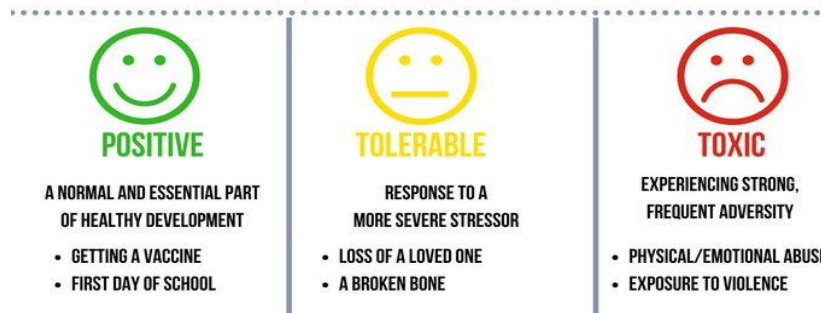 POSITIVE
A NORMAL AND ESSENTIAL PART
OF HEALTHY DEVELOPMENT
• GETTING A VACCINE
• FIRST DAY OF SCHOOL
TOLERABLE
RESPONSE TO A
MORE SEVERE STRESSOR
• LOSS OF A LOVED ONE
• A BROKEN BONE
TOXIC
EXPERIENCING STRONG,
FREQUENT ADVERSITY
• PHYSICAL/EMOTIONAL ABUS
• EXPOSURE TO VIOLENCE